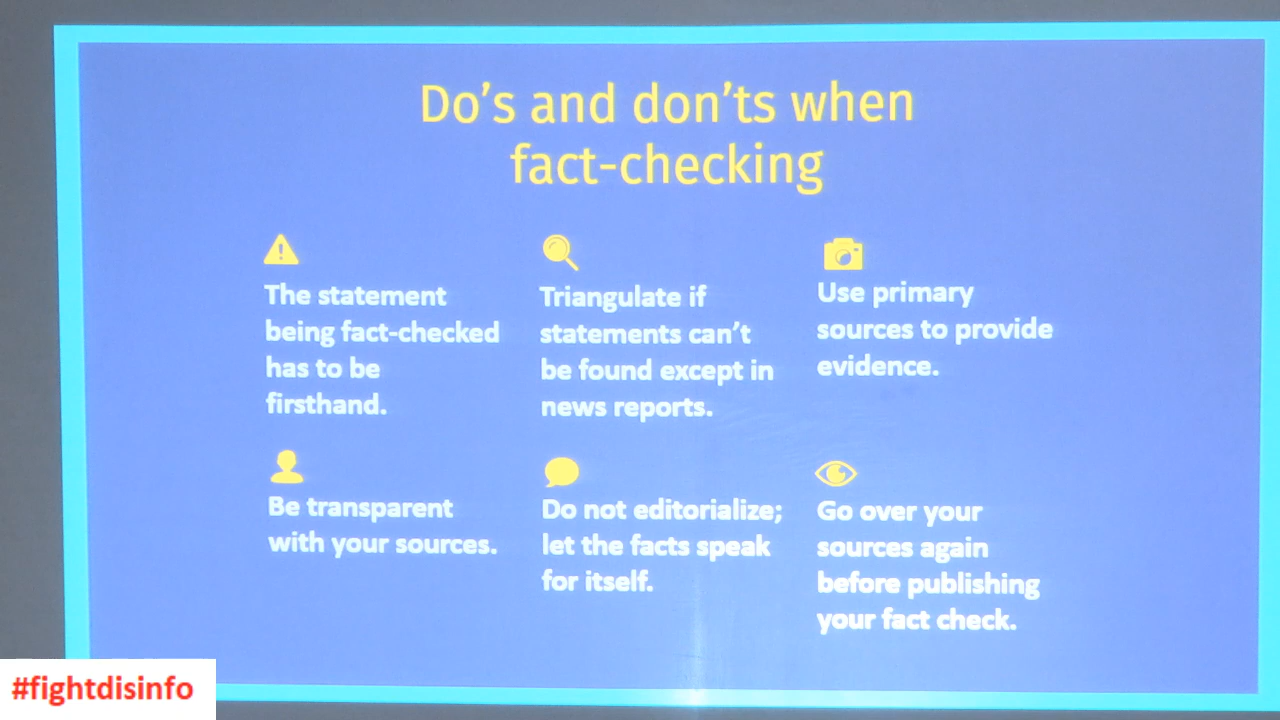 Do's and don'ts when
fact-checking
The statement
being fact-checked
has to be
firsthand.
Triangulate if
statements can't
be found except in
news reports.
Use primary
sources to provide
evidence.
Be transparent
with your sources.
Do not editorialize;
let the facts speak
for itself.
Go over your
sources again
before publishing
your fact check.
#fightdisinfo